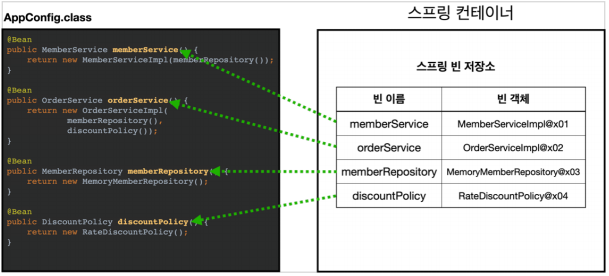 AppConfig.class
@Bean
public MemberService memberService() {
return new MemberServiceImpl(memberRepository());
}
@Bean
public OrderService orderService() {
return new OrderServiceImpl(
memberRepository(),
discountPolicy());
}
@Bean
public MemberRepository memberRepository() {
return new MemoryMemberRepository();
}
@Bean
public DiscountPolicy discountPolicy() {
return new RateDiscountPolicy();
}
스프링 컨테이너
스프링 빈 저장소
빈 이름 빈 객체
memberService MemberServiceImpl@x01
orderService OrderServiceImpl@x02
memberRepository MemoryMemberRepository@x03
discountPolicy RateDiscountPolicy@x04